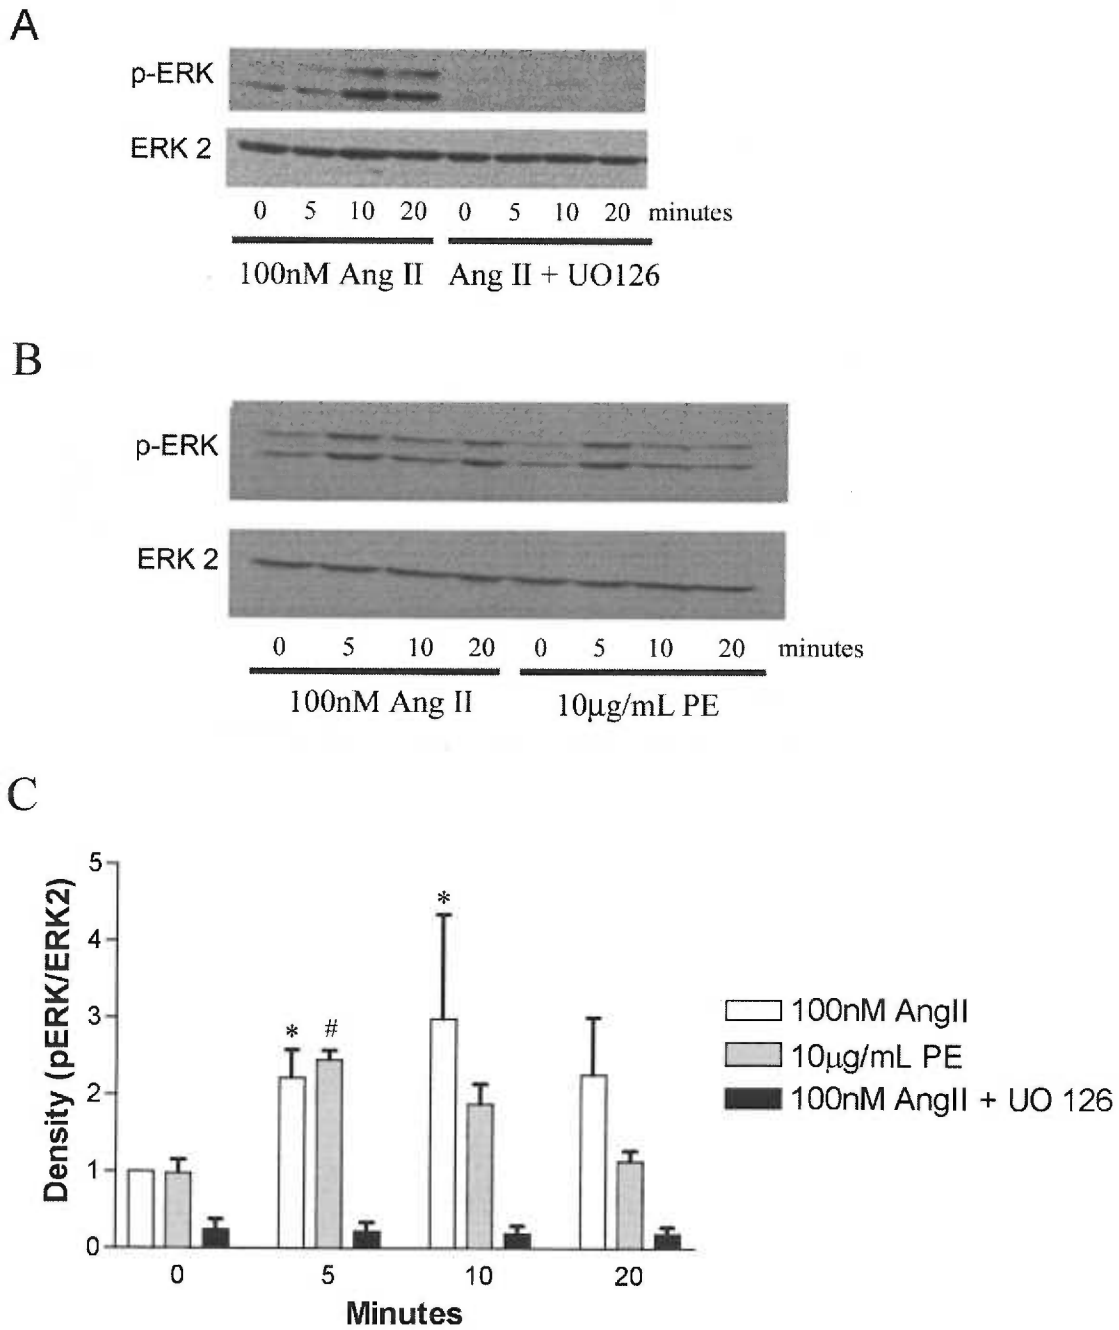 A
p-ERK
ERK 2
0 5 10 20 0 5 10 20 minutes
100nM Ang II Ang II + UO126
B
p-ERK
ERK 2
0 5 10 20 0 5 10 20 minutes
100nM Ang II 10µg/mL PE
C
5
4
3
2
1
0
Density (pERK/ERK2)
* # *
0 5 10 20
Minutes
100nM AngII
10µg/mL PE
100nM AngII + UO 126